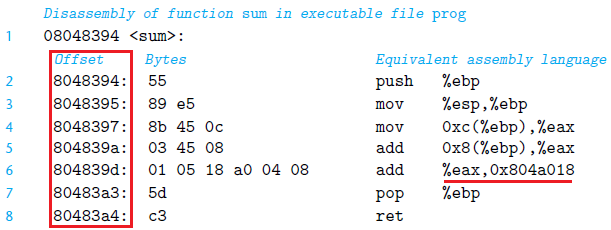 Disassembly of function sum in executable file prog
1 08048394 <sum>:
Offset Bytes Equivalent assembly language
2 8048394: 55 push %ebp
3 8048395: 89 e5 mov %esp,%ebp
4 8048397: 8b 45 0c mov 0xc(%ebp),%eax
5 804839a: 03 45 08 add 0x8(%ebp),%eax
6 804839d: 01 05 18 a0 04 08 add %eax,0x804a018
7 80483a3: 5d pop %ebp
8 80483a4: c3 ret